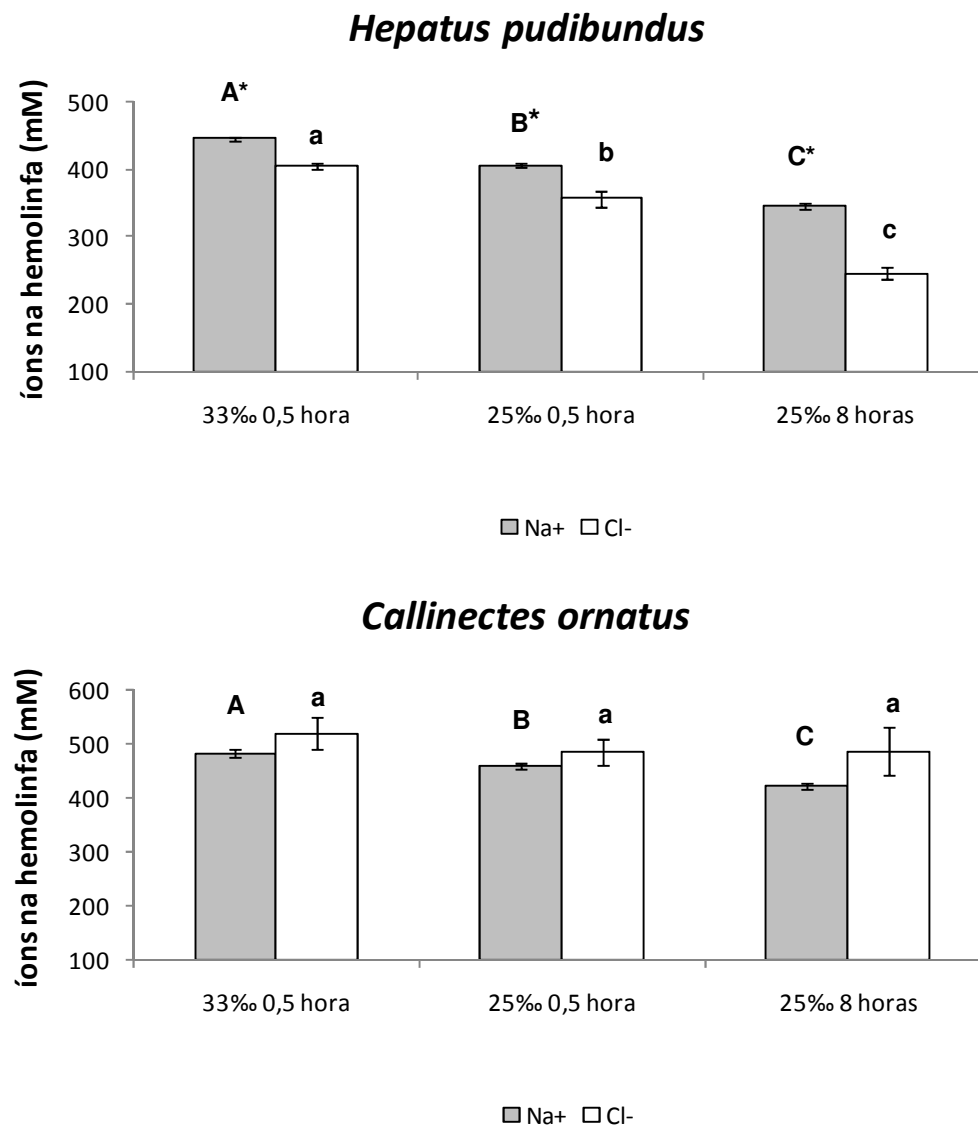 Hepatus pudibundus
íons na hemolinfa (mM)
500
400
300
200
100
A*
a
B*
b
C*
c
33‰ 0,5 hora
25‰ 0,5 hora
25‰ 8 horas
Na+
Cl-
Callinectes ornatus
íons na hemolinfa (mM)
600
500
400
300
200
100
A
a
B
a
C
a
33‰ 0,5 hora
25‰ 0,5 hora
25‰ 8 horas
Na+
Cl-